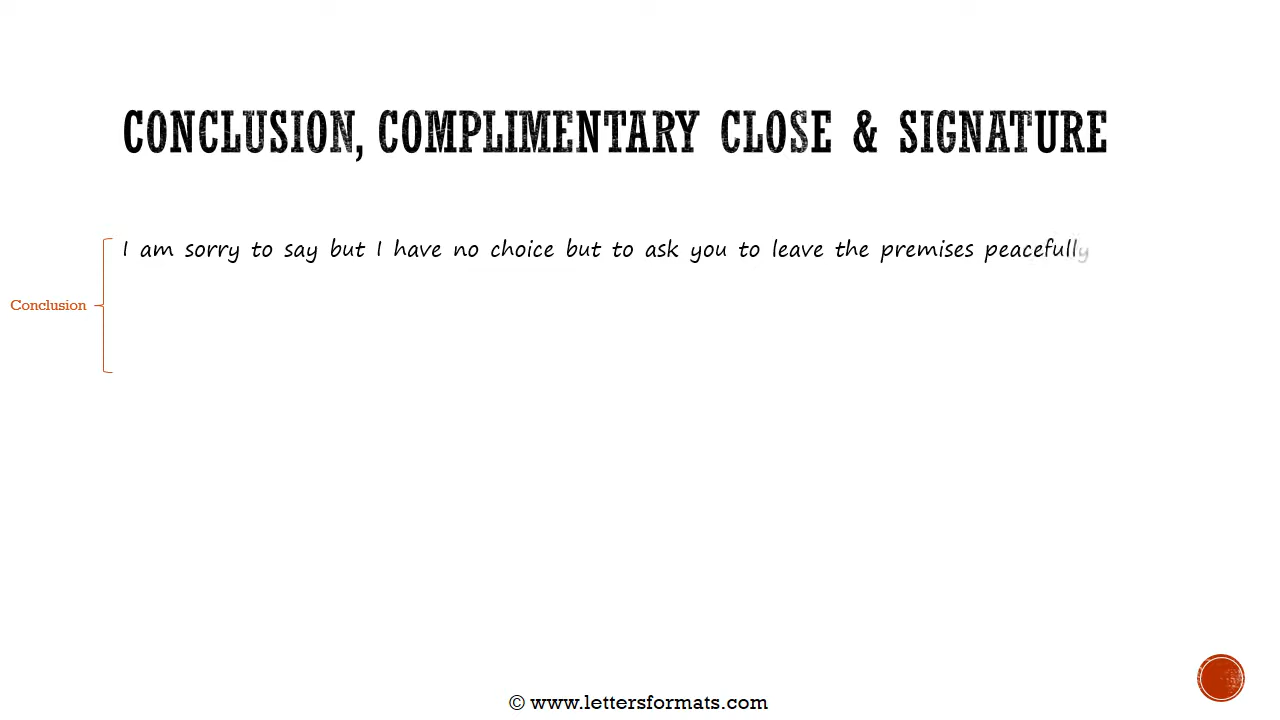 CONCLUSION, COMPLIMENTARY CLOSE & SIGNATURE
I am sorry to say but I have no choice but to ask you to leave the premises peacefully
Conclusion
© www.lettersformats.com